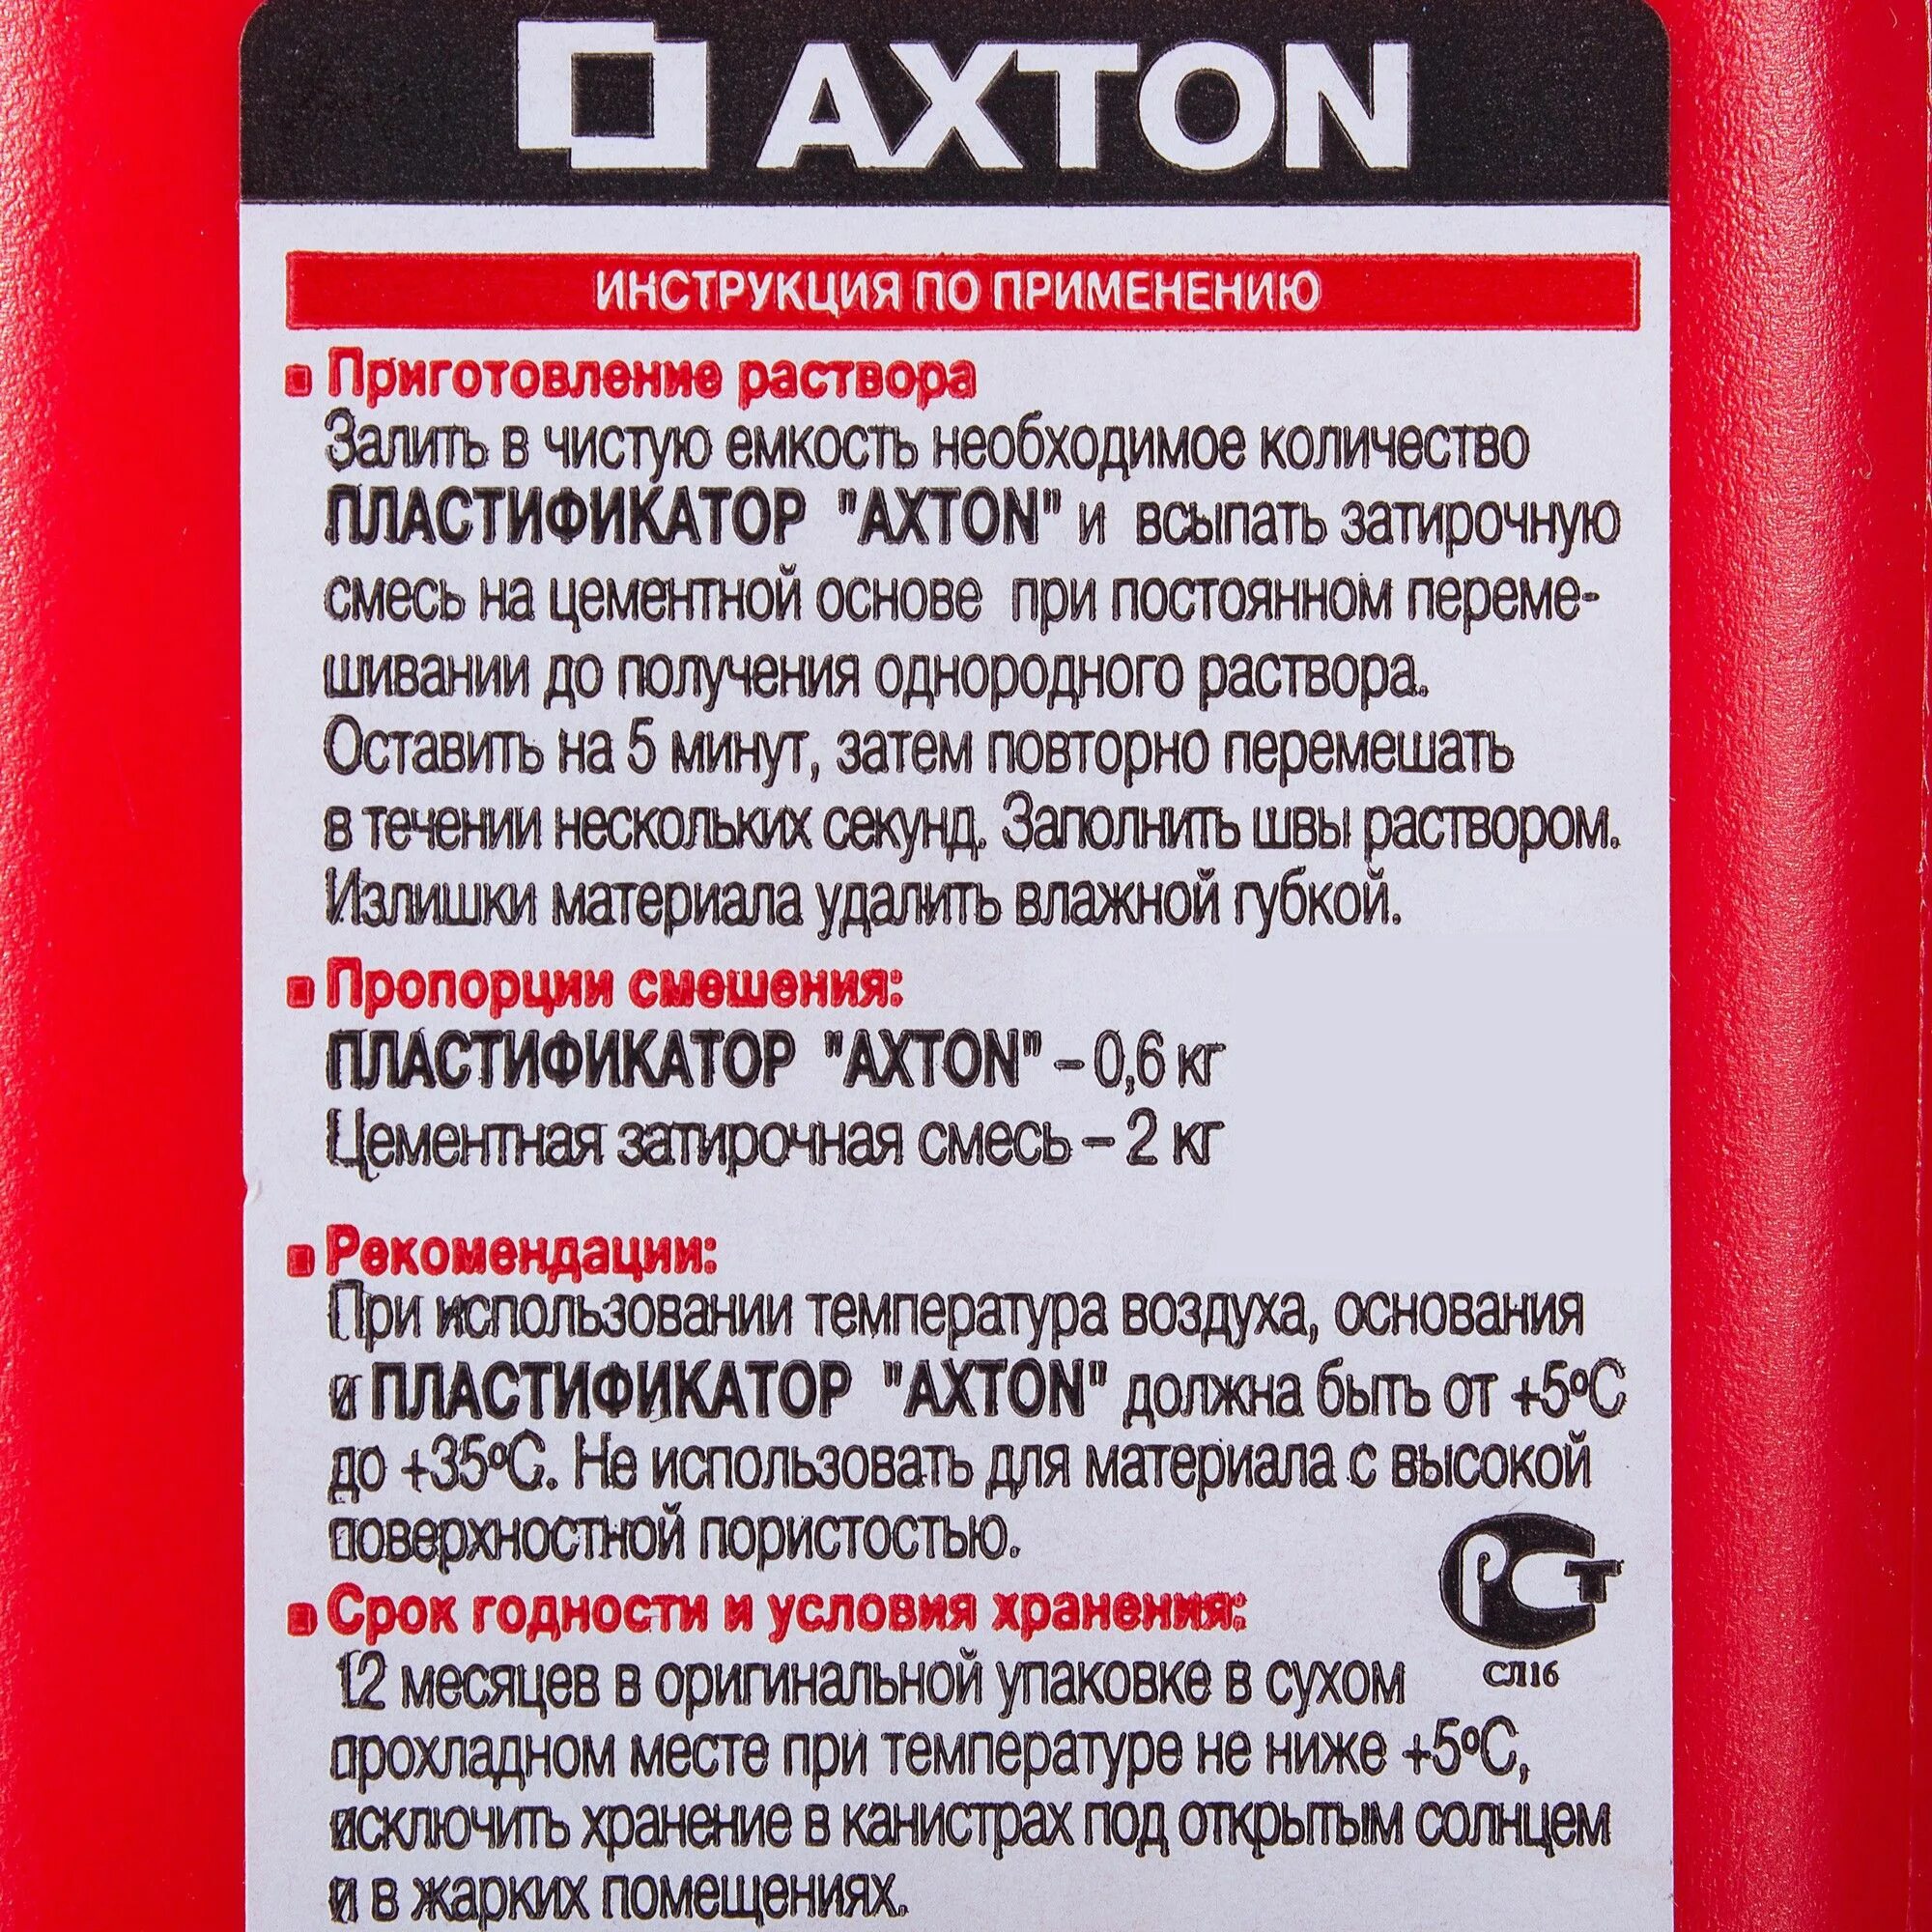 AXTON
ИНСТРУКЦИЯ ПО ПРИМЕНЕНИЮ
Приготовление раствора
Залить в чистую емкость необходимое количество
ПЛАСТИФИКАТОР "AXTON" и всыпать затирочную
смесь на цементной основе при постоянном переме-
шивании до получения однородного раствора.
Оставить на 5 минут, затем повторно перемешать
в течении нескольких секунд. Заполнить швы раствором.
Излишки материала удалить влажной губкой.
Пропорции смешения:
ПЛАСТИФИКАТОР "AXTON" – 0,6 кг
Цементная затирочная смесь – 2 кг
Рекомендации:
При использовании температура воздуха, основания
и ПЛАСТИФИКАТОР "AXTON" должна быть от +5ºС
до +35ºС. Не использовать для материала с высокой
поверхностной пористостью.
Срок годности и условия хранения:
12 месяцев в оригинальной упаковке в сухом
прохладном месте при температуре не ниже +5ºС,
исключить хранение в канистрах под открытым солнцем
и в жарких помещениях.
РСТ
СЛ16